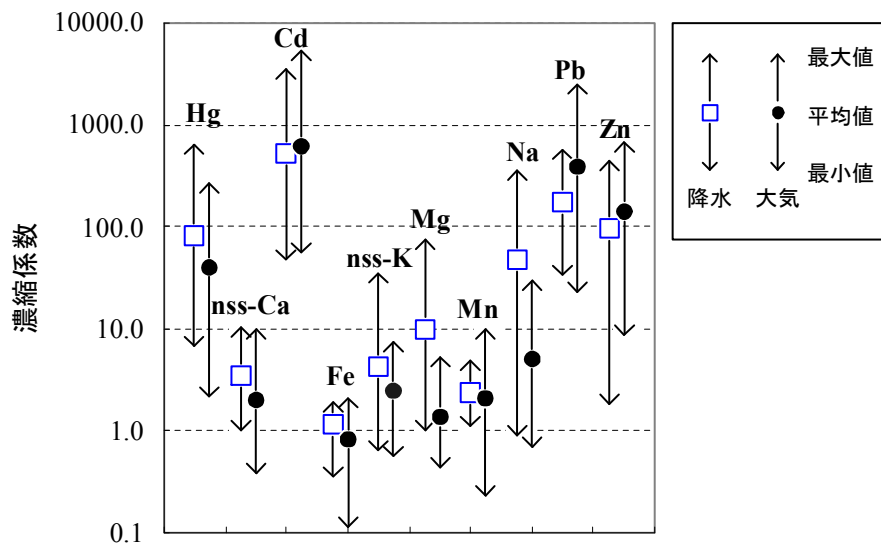 10000.0
1000.0
100.0
10.0
1.0
0.1
濃縮係数
Hg
nss-Ca
Cd
Fe
nss-K
Mg
Mn
Na
Pb
Zn
最大値
平均値
最小値
降水 大気